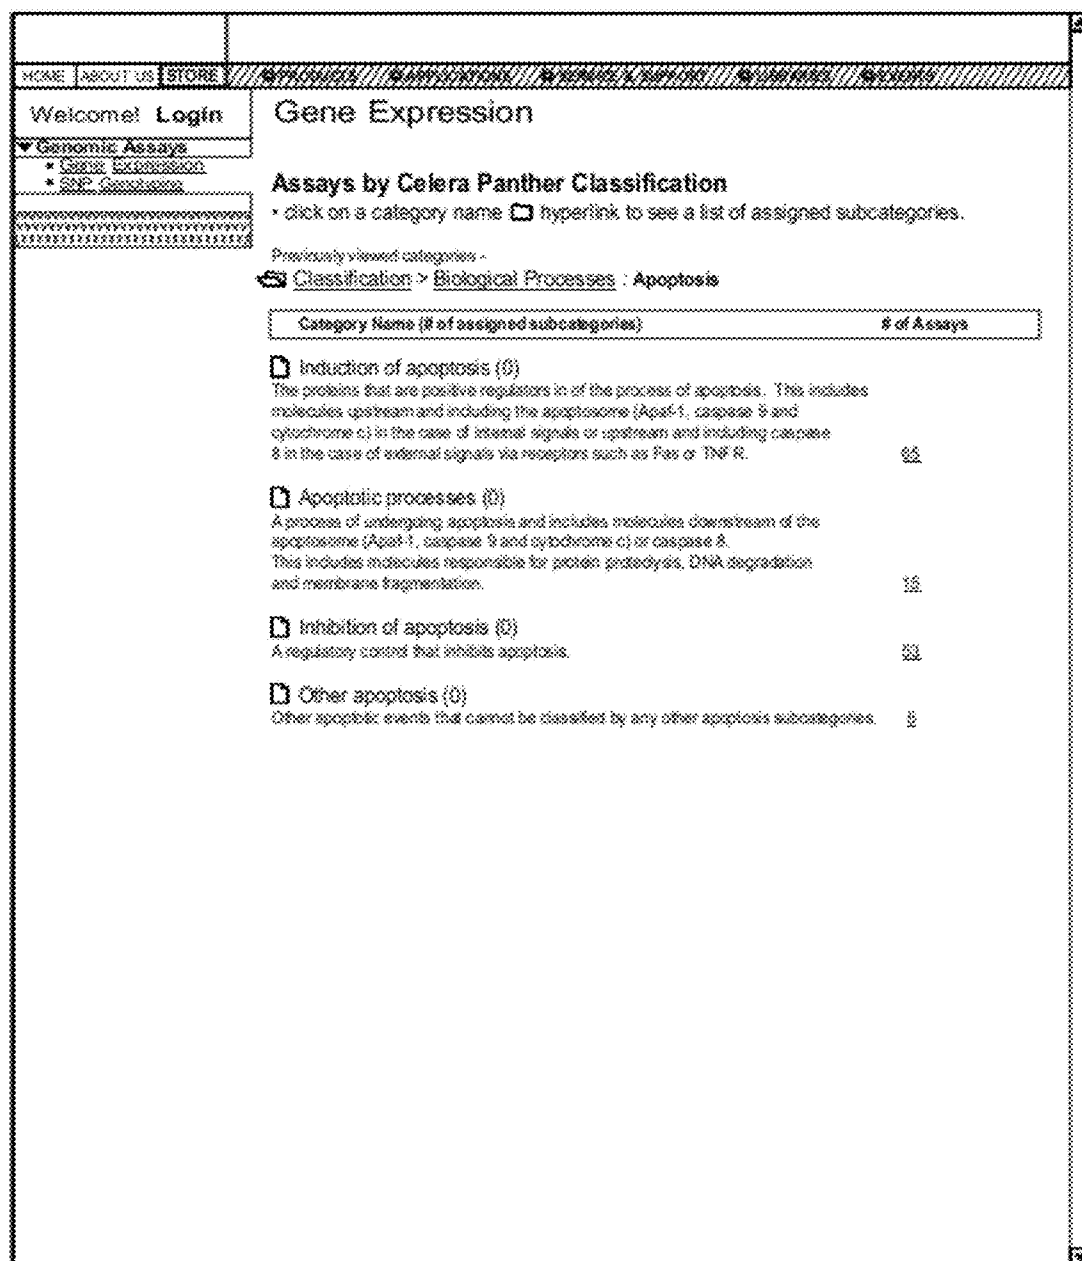 HOME ABOUT US STORE PRODUCTS APPLICATIONS SERVICE & SUPPORT EVENTS
Welcome! Login
Genomic Assays
• Gene Expression
• SNP Genotyping
Gene Expression
Assays by Celera Panther Classification
• click on a category name hyperlink to see a list of assigned subcategories.
Previously viewed categories -
Classification > Biological Processes : Apoptosis
Category Name (# of assigned subcategories) # of Assays
Induction of apoptosis (0)
The proteins that are positive regulators in of the process of apoptosis. This includes
molecules upstream and including the apoptosome (Apaf-1, caspase 9 and
cytochrome c) in the case of internal signals or upstream and including caspase
8 in the case of external signals via receptors such as Fas or TNFR.
Apoptotic processes (0)
A process of undergoing apoptosis and includes molecules downstream of the
apoptosome (Apaf-1, caspase 9 and cytochrome c) or caspase 8.
This includes molecules responsible for protein proteolysis, DNA degradation
and membrane fragmentation.
Inhibition of apoptosis (0)
A regulatory control that inhibits apoptosis.
Other apoptosis (0)
Other apoptotic events that cannot be classified by any other apoptosis subcategories.